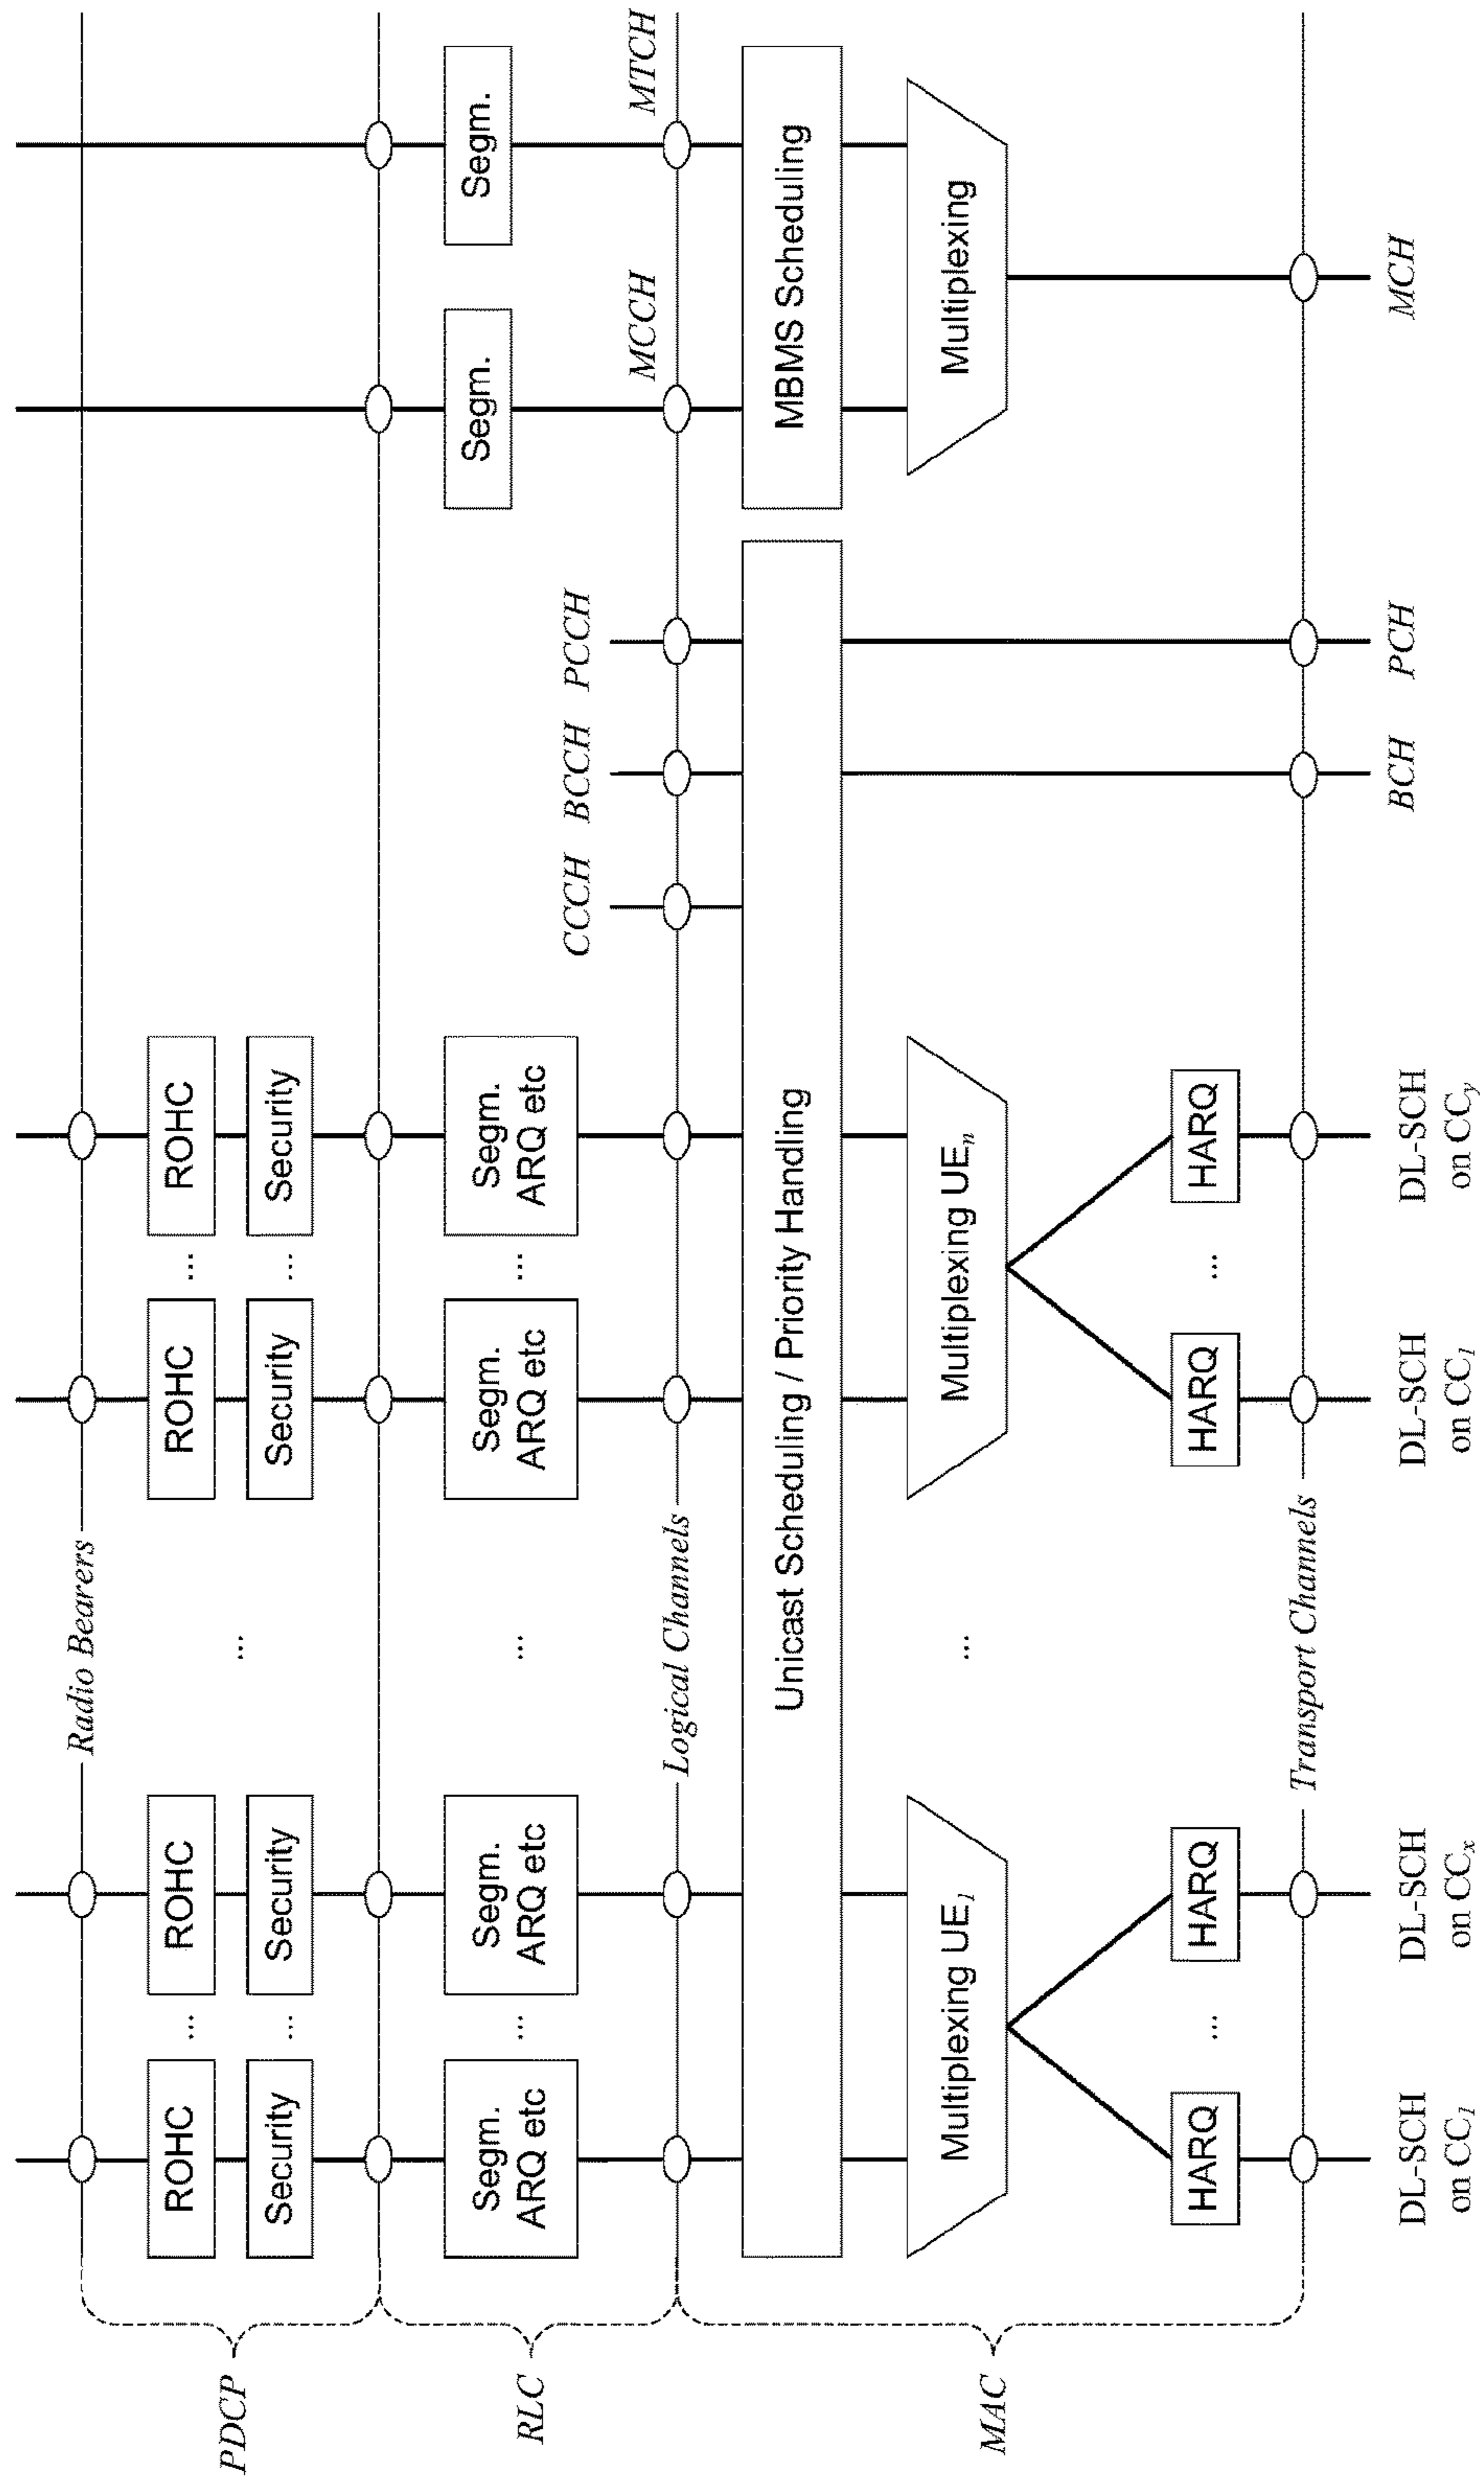 Radio Bearers
PDCP
ROHC
...
ROHC
...
ROHC
...
ROHC
Security
...
Security
Security
...
Security
RLC
Segm.
ARQ etc
...
Segm.
ARQ etc
...
Segm.
ARQ etc
...
Segm.
ARQ etc
Segm.
Segm.
Logical Channels
CCCH
BCCH
PCCH
MCCH
MTCH
MAC
Unicast Scheduling / Priority Handling
MBMS Scheduling
Multiplexing UE1
...
Multiplexing UEn
Multiplexing
HARQ
...
HARQ
HARQ
...
HARQ
Transport Channels
DL-SCH
on CC1
DL-SCH
on CCx
DL-SCH
on CC1
DL-SCH
on CCy
BCH
PCH
MCH